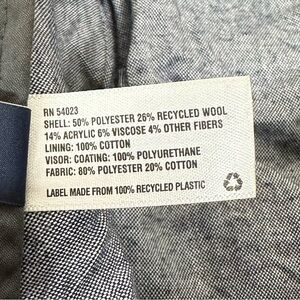 RN 54023
SHELL: 50% POLYESTER 26% RECYCLED WOOL
14% ACRYLIC 6% VISCOSE 4% OTHER FIBERS
LINING: 100% COTTON
VISOR: COATING: 100% POLYURETHANE
FABRIC: 80% POLYESTER 20% COTTON
LABEL MADE FROM 100% RECYCLED PLASTIC